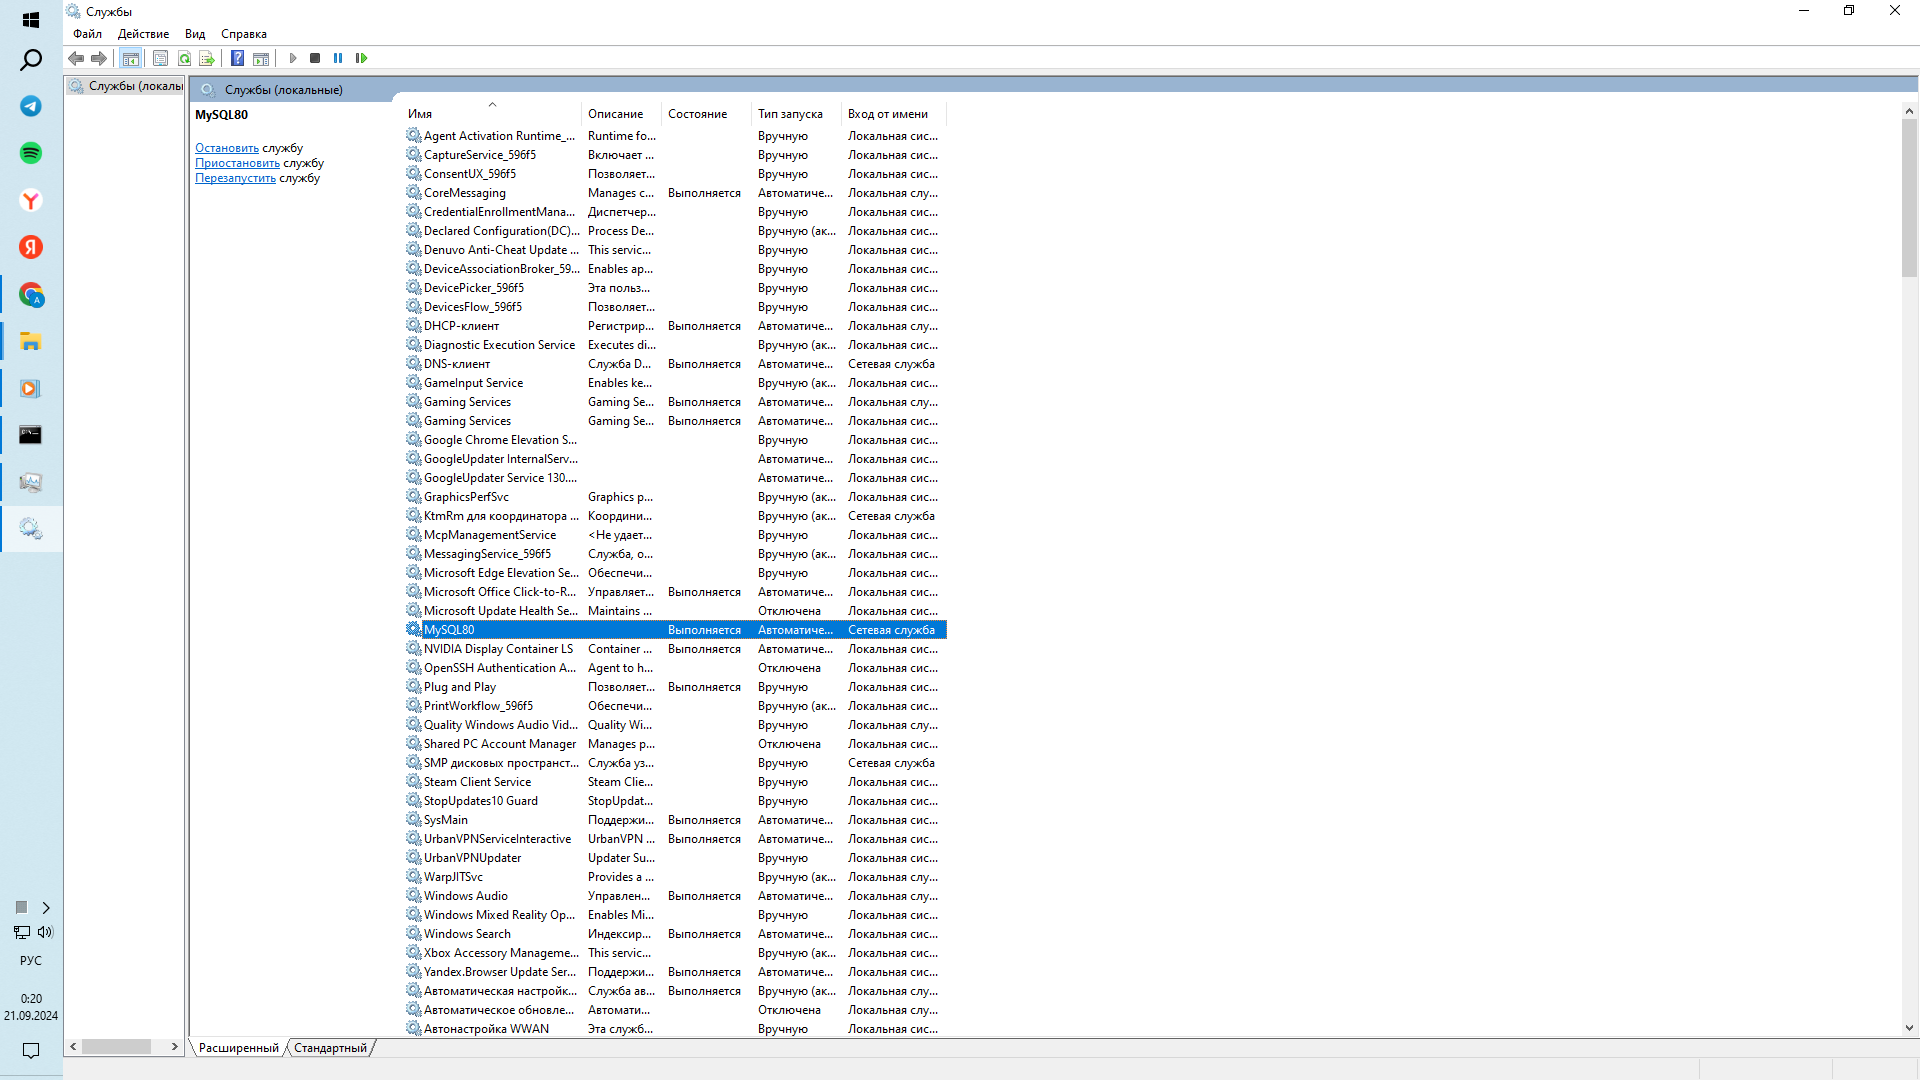 Службы
Файл Действие Вид Справка
Службы (локалы
Службы (локальные)
MySQL80
Остановить службу
Приостановить службу
Перезапустить службу
Имя Описание Состояние Тип запуска Вход от имени
Agent Activation Runtime_... Runtime fo... Вручную Локальная сис...
CaptureService_596f5 Включает ... Вручную Локальная сис...
ConsentUX_596f5 Позволяет... Вручную Локальная сис...
CoreMessaging Manages c... Выполняется Автоматиче... Локальная слу...
CredentialEnrollmentMana... Диспетчер... Вручную Локальная сис...
Declared Configuration(DC)... Process De... Вручную (ак... Локальная сис...
Denuvo Anti-Cheat Update ... This servic... Вручную Локальная сис...
DeviceAssociationBroker_59... Enables ap... Вручную Локальная сис...
DevicePicker_596f5 Эта польз... Вручную Локальная сис...
DevicesFlow_596f5 Позволяет... Вручную Локальная сис...
DHCP-клиент Регистрир... Выполняется Автоматиче... Локальная слу...
Diagnostic Execution Service Executes di... Вручную (ак... Локальная сис...
DNS-клиент Служба D... Выполняется Автоматиче... Сетевая служба
GameInput Service Enables ke... Вручную (ак... Локальная сис...
Gaming Services Gaming Se... Выполняется Автоматиче... Локальная слу...
Gaming Services Gaming Se... Выполняется Автоматиче... Локальная сис...
Google Chrome Elevation S... Вручную Локальная сис...
GoogleUpdater InternalServ... Автоматиче... Локальная сис...
GoogleUpdater Service 130.... Автоматиче... Локальная сис...
GraphicsPerfSvc Graphics p... Вручную (ак... Локальная сис...
KtmRm для координатора ... Координи... Вручную (ак... Сетевая служба
McpManagementService <Не удает... Вручную Локальная сис...
MessagingService_596f5 Служба, о... Вручную (ак... Локальная сис...
Microsoft Edge Elevation Se... Обеспечи... Вручную Локальная сис...
Microsoft Office Click-to-R... Управляет... Выполняется Автоматиче... Локальная сис...
Microsoft Update Health Se... Maintains ... Отключена Локальная сис...
MySQL80 Выполняется Автоматиче... Сетевая служба
NVIDIA Display Container LS Container ... Выполняется Автоматиче... Локальная сис...
OpenSSH Authentication A... Agent to h... Отключена Локальная сис...
Plug and Play Позволяет... Выполняется Вручную Локальная сис...
PrintWorkflow_596f5 Обеспечи... Вручную (ак... Локальная сис...
Quality Windows Audio Vid... Quality Wi... Вручную Локальная слу...
Shared PC Account Manager Manages p... Отключена Локальная сис...
SMP дисковых пространст... Служба уз... Вручную Сетевая служба
Steam Client Service Steam Clie... Вручную Локальная сис...
StopUpdates10 Guard StopUpdat... Вручную Локальная сис...
SysMain Поддержи... Выполняется Автоматиче... Локальная сис...
UrbanVPNServiceInteractive UrbanVPN ... Выполняется Автоматиче... Локальная сис...
UrbanVPNUpdater Updater Su... Вручную Локальная сис...
WarpJITSvc Provides a ... Вручную (ак... Локальная слу...
Windows Audio Управлен... Выполняется Автоматиче... Локальная слу...
Windows Mixed Reality Op... Enables Mi... Вручную Локальная сис...
Windows Search Индексир... Выполняется Автоматиче... Локальная сис...
Xbox Accessory Manageme... This servic... Вручную (ак... Локальная сис...
Yandex.Browser Update Ser... Поддержи... Выполняется Автоматиче... Локальная сис...
Автоматическая настройк... Служба ав... Выполняется Вручную (ак... Локальная слу...
Автоматическое обновле... Автомати... Отключена Локальная слу...
Автонастройка WWAN Эта служб... Вручную Локальная сис...
Расширенный Стандартный
РУС
0:20
21.09.2024